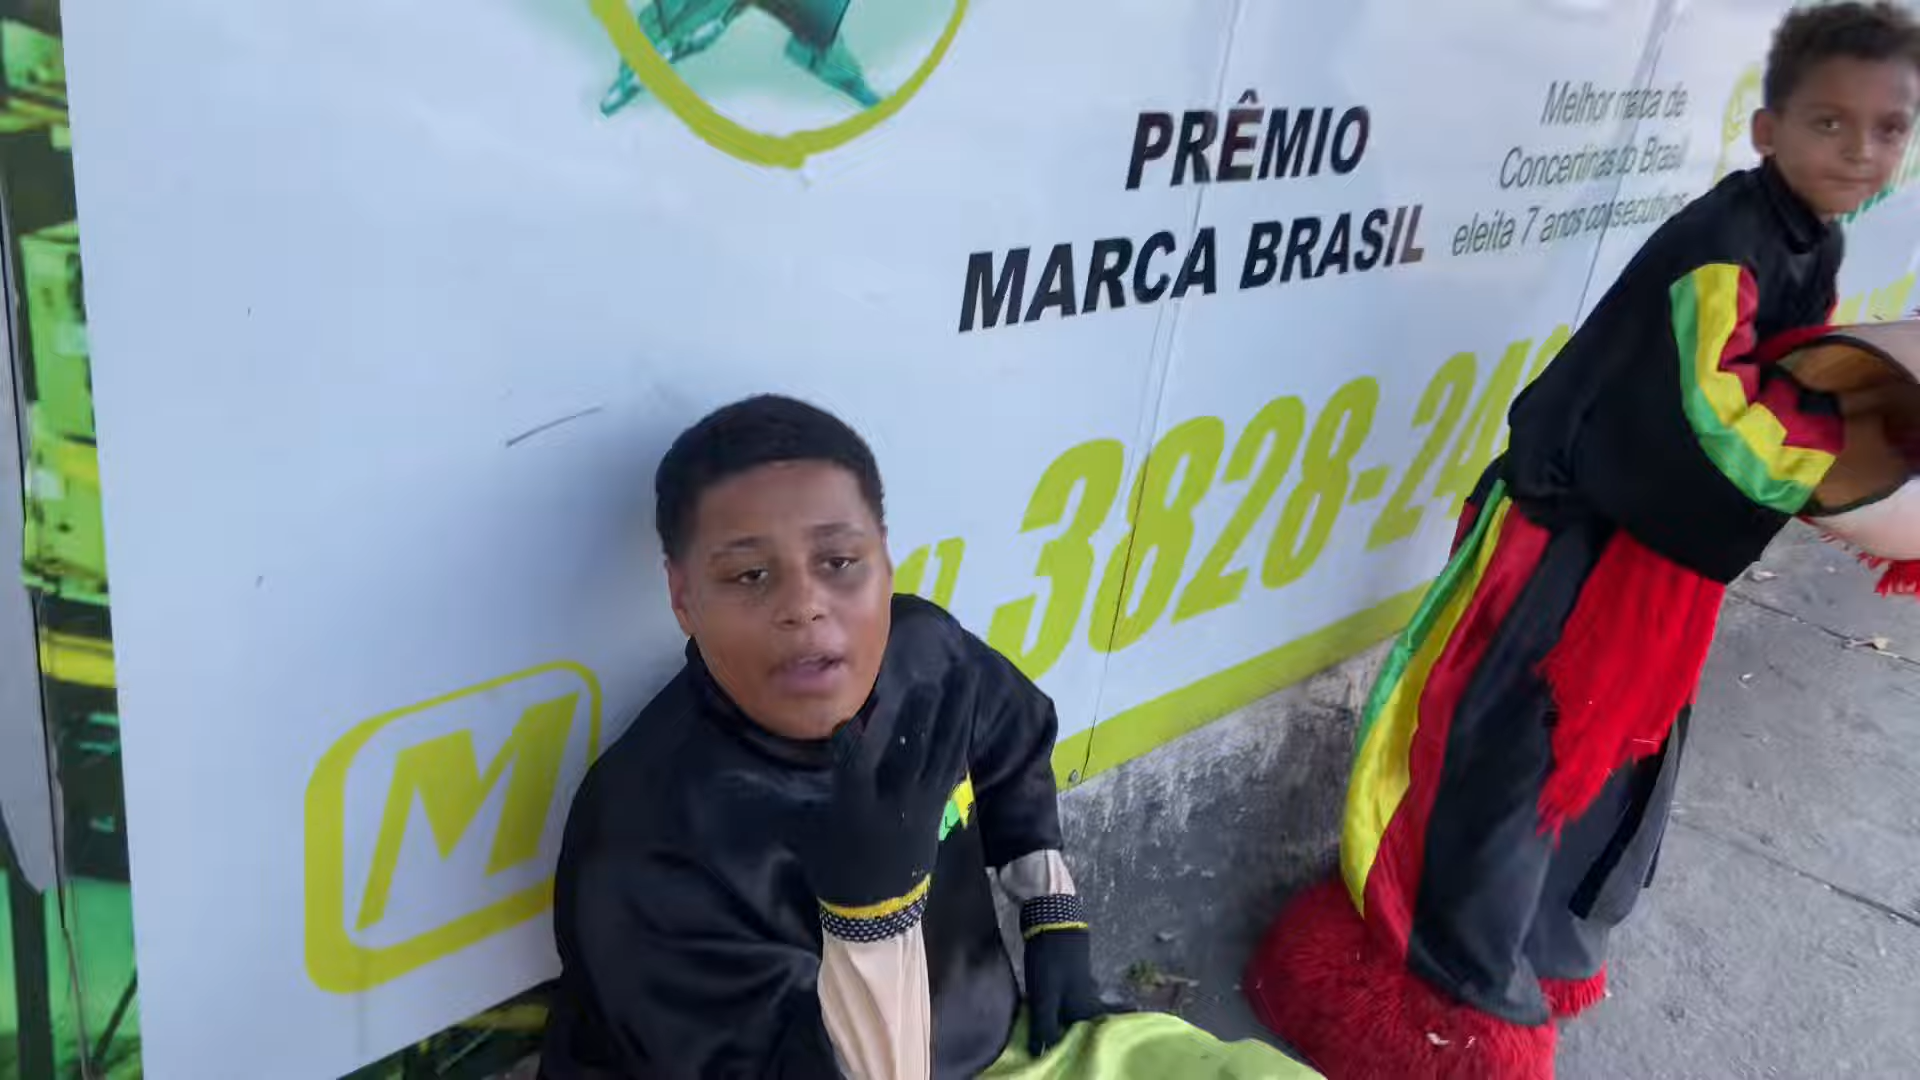 PRÊMIO
MARCA BRASIL
Melhor marca de
Concertinas do Brasil
eleita 7 anos consecutivos
3828-24
M